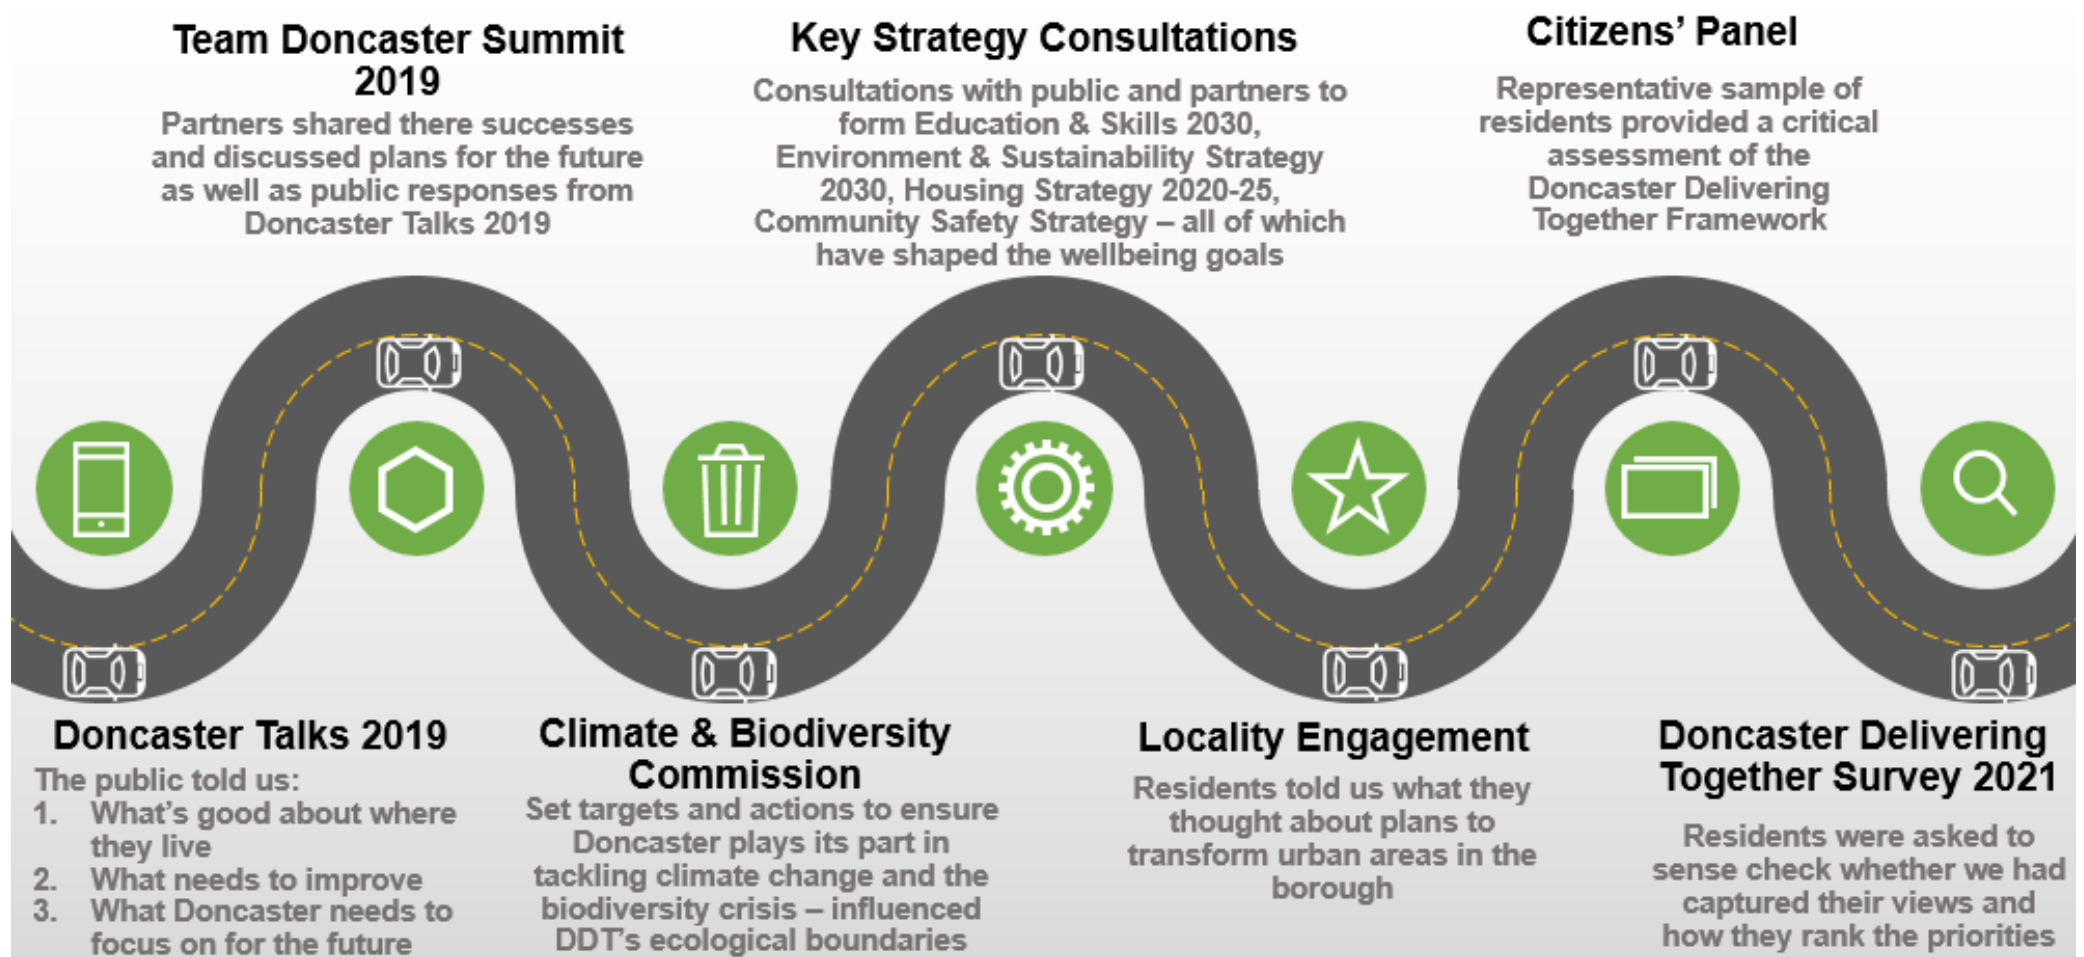 Team Doncaster Summit
2019
Partners shared there successes
and discussed plans for the future
as well as public responses from
Doncaster Talks 2019
Key Strategy Consultations
Consultations with public and partners to
form Education & Skills 2030,
Environment & Sustainability Strategy
2030, Housing Strategy 2020-25,
Community Safety Strategy – all of which
have shaped the wellbeing goals
Citizens’ Panel
Representative sample of
residents provided a critical
assessment of the
Doncaster Delivering
Together Framework
Doncaster Talks 2019
The public told us:
1. What’s good about where
they live
2. What needs to improve
3. What Doncaster needs to
focus on for the future
Climate & Biodiversity
Commission
Set targets and actions to ensure
Doncaster plays its part in
tackling climate change and the
biodiversity crisis – influenced
DDT’s ecological boundaries
Locality Engagement
Residents told us what they
thought about plans to
transform urban areas in the
borough
Doncaster Delivering
Together Survey 2021
Residents were asked to
sense check whether we had
captured their views and
how they rank the priorities